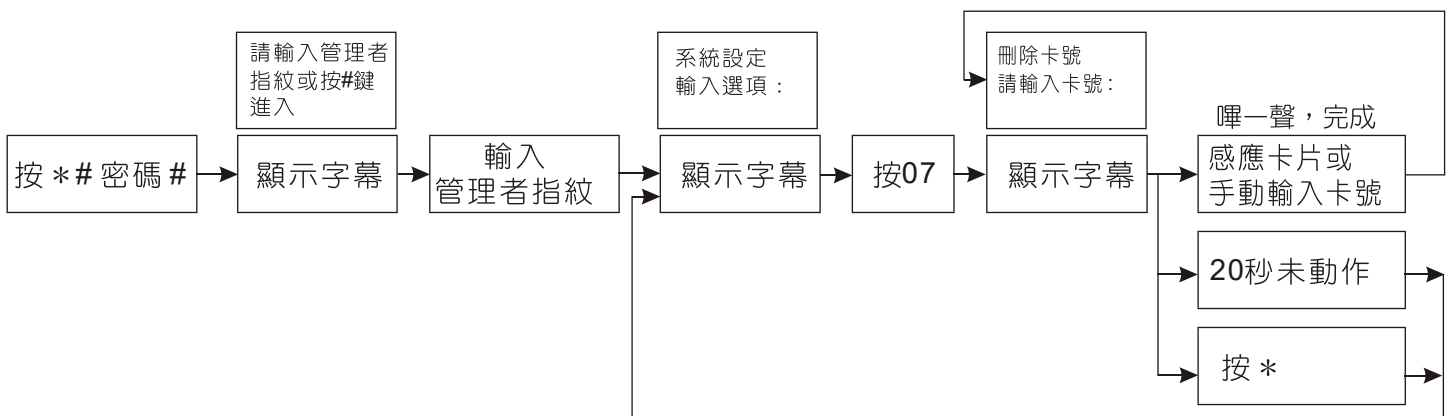 請輸入管理者
指紋或按#鍵
進入
系統設定
輸入選項：
刪除卡號
請輸入卡號：
嗶一聲，完成
按＊#密碼#
顯示字幕
輸入
管理者指紋
顯示字幕
按07
顯示字幕
感應卡片或
手動輸入卡號
20秒未動作
按＊